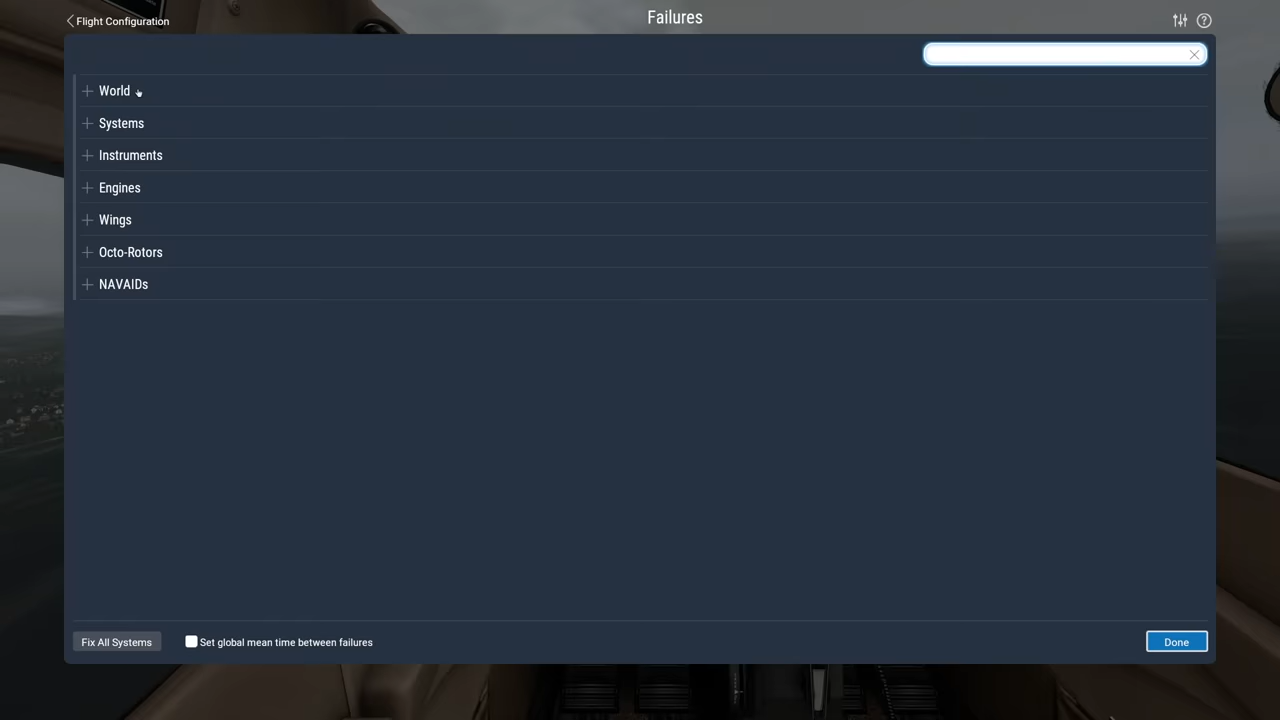 Flight Configuration
Failures
World
Systems
Instruments
Engines
Wings
Octo-Rotors
NAVAIDs
Fix All Systems
Set global mean time between failures
Done